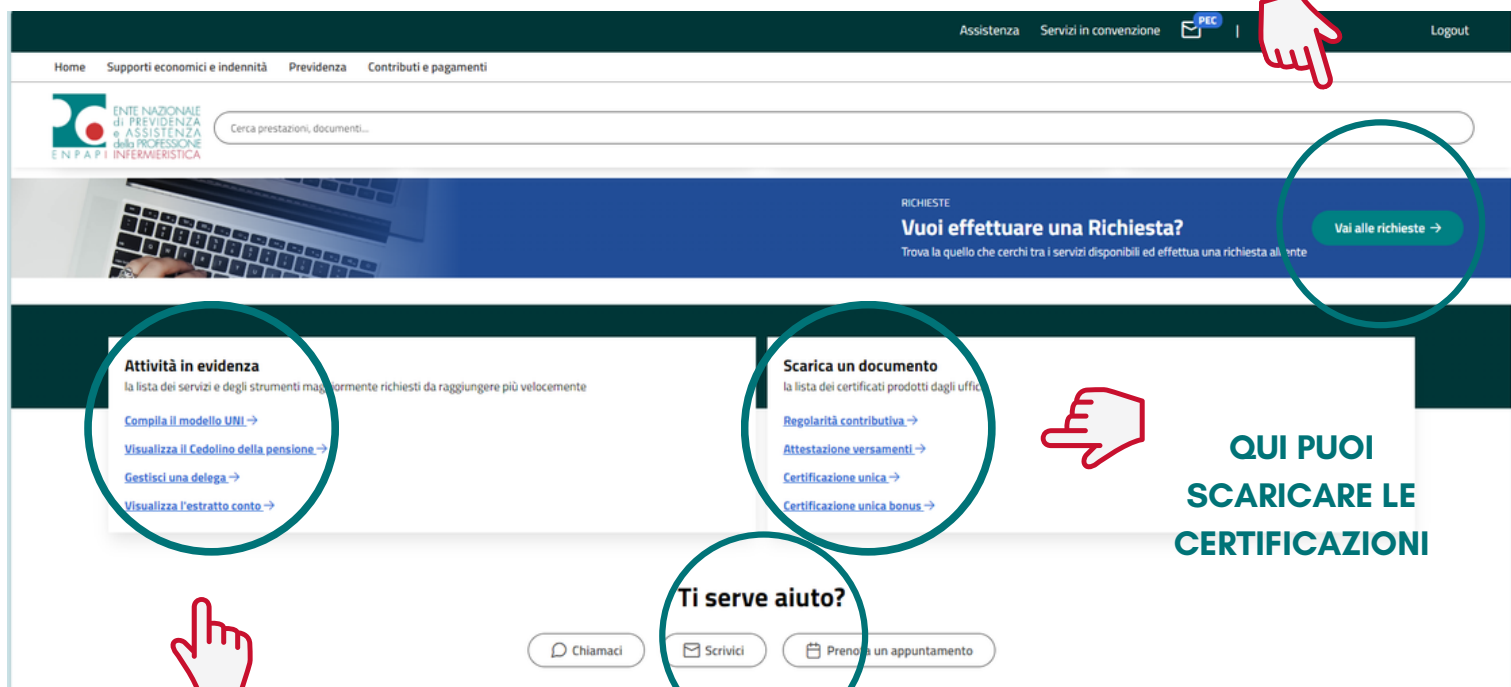 Assistenza Servizi in convenzione PEC | Logout
Home Supporti economici e indennità Previdenza Contributi e pagamenti
ENTE NAZIONALE
di PREVIDENZA
e ASSISTENZA
della PROFESSIONE
ENPAPI INFERMIERISTICA
Cerca prestazioni, documenti...
RICHIESTE
Vuoi effettuare una Richiesta?
Trova la quello che cerchi tra i servizi disponibili ed effettua una richiesta all'ente
Vai alle richieste →
Attività in evidenza
la lista dei servizi e degli strumenti maggiormente richiesti da raggiungere più velocemente
Compila il modello UNI →
Visualizza il Cedolino della pensione →
Gestisci una delega →
Visualizza l'estratto conto →
Scarica un documento
la lista dei certificati prodotti dagli uffici
Regolarità contributiva →
Attestazione versamenti →
Certificazione unica →
Certificazione unica bonus →
QUI PUOI
SCARICARE LE
CERTIFICAZIONI
Ti serve aiuto?
Chiamaci Scrivici Prenota un appuntamento